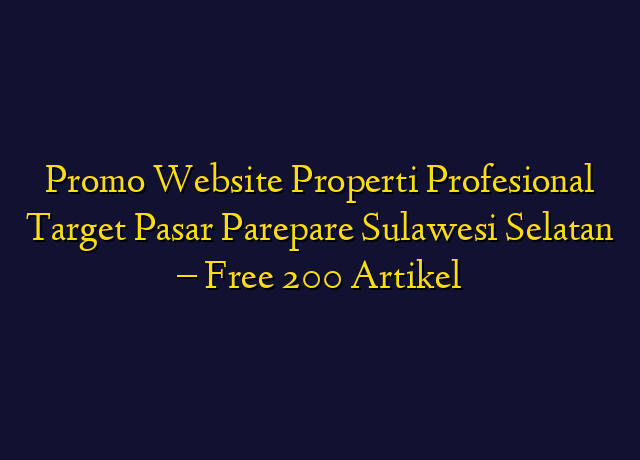 Promo Website Properti Profesional
Target Pasar Parepare Sulawesi Selatan
– Free 200 Artikel